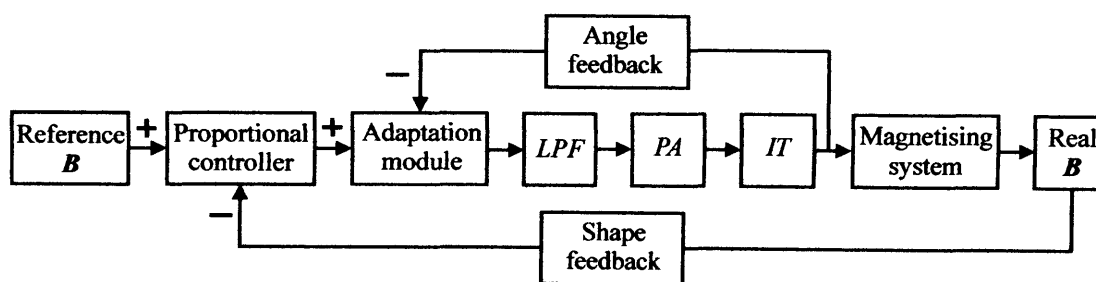 Angle
feedback
−
Reference
B
+
Proportional
controller
+
Adaptation
module
LPF
PA
IT
Magnetising
system
Real
B
−
Shape
feedback